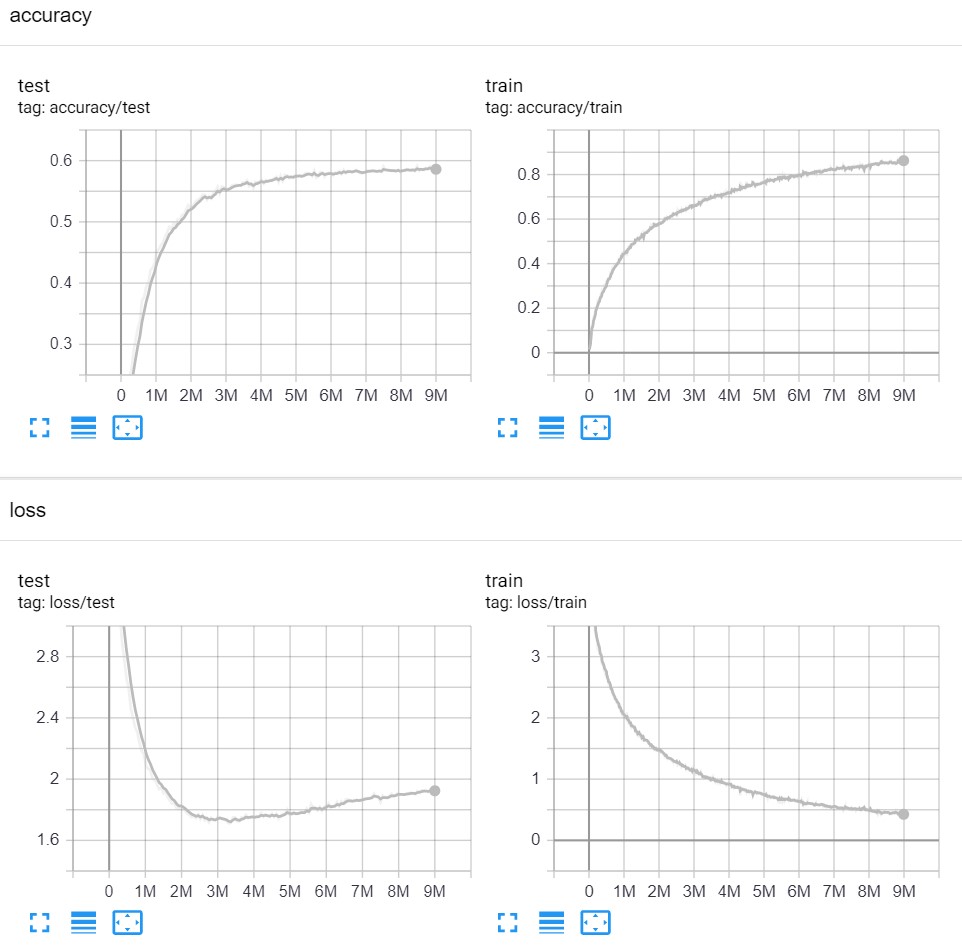 accuracy
test
tag: accuracy/test
0.6
0.5
0.4
0.3
0 1M 2M 3M 4M 5M 6M 7M 8M 9M
train
tag: accuracy/train
0.8
0.6
0.4
0.2
0
0 1M 2M 3M 4M 5M 6M 7M 8M 9M
loss
test
tag: loss/test
2.8
2.4
2
1.6
0 1M 2M 3M 4M 5M 6M 7M 8M 9M
train
tag: loss/train
3
2
1
0
0 1M 2M 3M 4M 5M 6M 7M 8M 9M